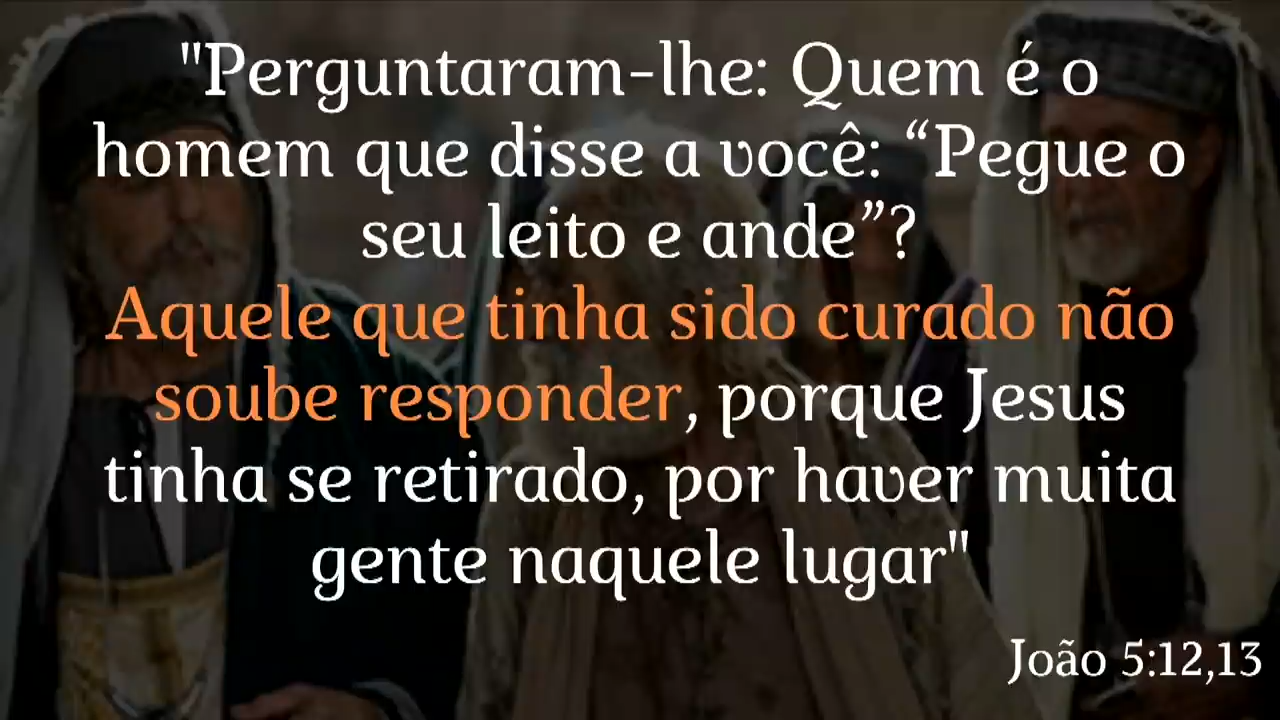 "Perguntaram-lhe: Quem é o
homem que disse a você: “Pegue o
seu leito e ande”?
Aquele que tinha sido curado não
soube responder, porque Jesus
tinha se retirado, por haver muita
gente naquele lugar"
João 5:12,13